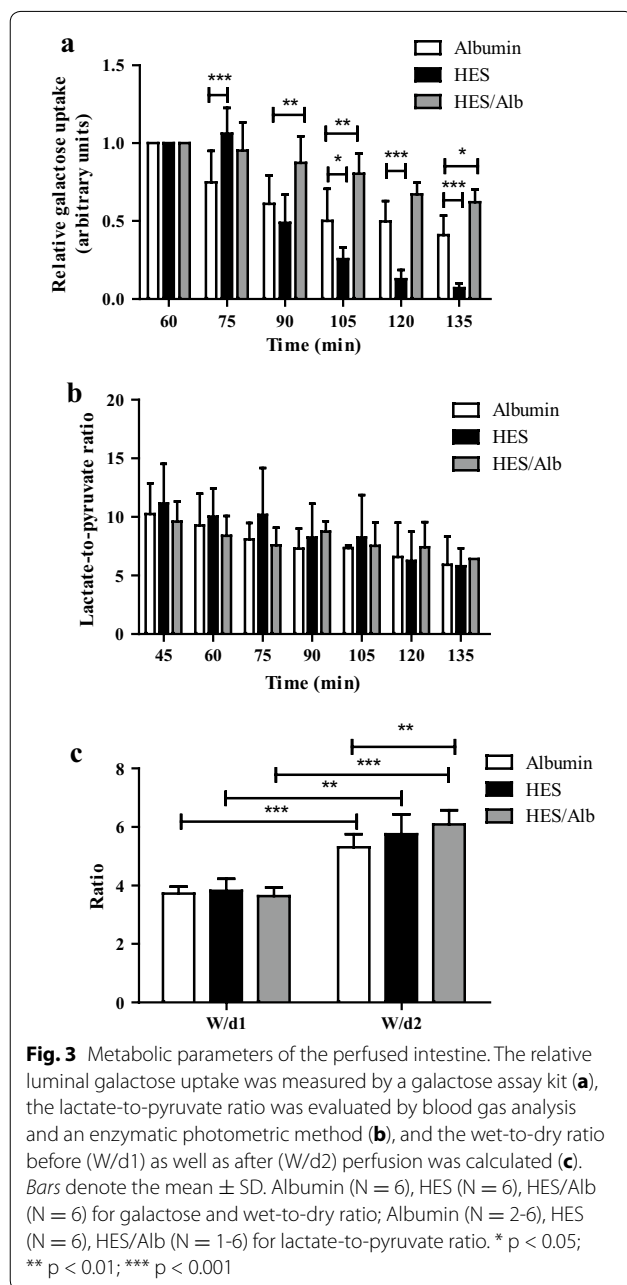 a
Albumin
HES
HES/Alb
Relative galactose uptake
(arbitrary units)
1.5
1.0
0.5
0.0
***
**
**
*
***
*
***
60 75 90 105 120 135
Time (min)
b
Albumin
HES
HES/Alb
Lactate-to-pyruvate ratio
20
15
10
5
0
45 60 75 90 105 120 135
Time (min)
c
Albumin
HES
HES/Alb
**
***
**
***
Ratio
8
6
4
2
0
W/d1 W/d2
Fig. 3 Metabolic parameters of the perfused intestine. The relative
luminal galactose uptake was measured by a galactose assay kit (a),
the lactate-to-pyruvate ratio was evaluated by blood gas analysis
and an enzymatic photometric method (b), and the wet-to-dry ratio
before (W/d1) as well as after (W/d2) perfusion was calculated (c).
Bars denote the mean ± SD. Albumin (N = 6), HES (N = 6), HES/Alb
(N = 6) for galactose and wet-to-dry ratio; Albumin (N = 2-6), HES
(N = 6), HES/Alb (N = 1-6) for lactate-to-pyruvate ratio. * p < 0.05;
** p < 0.01; *** p < 0.001